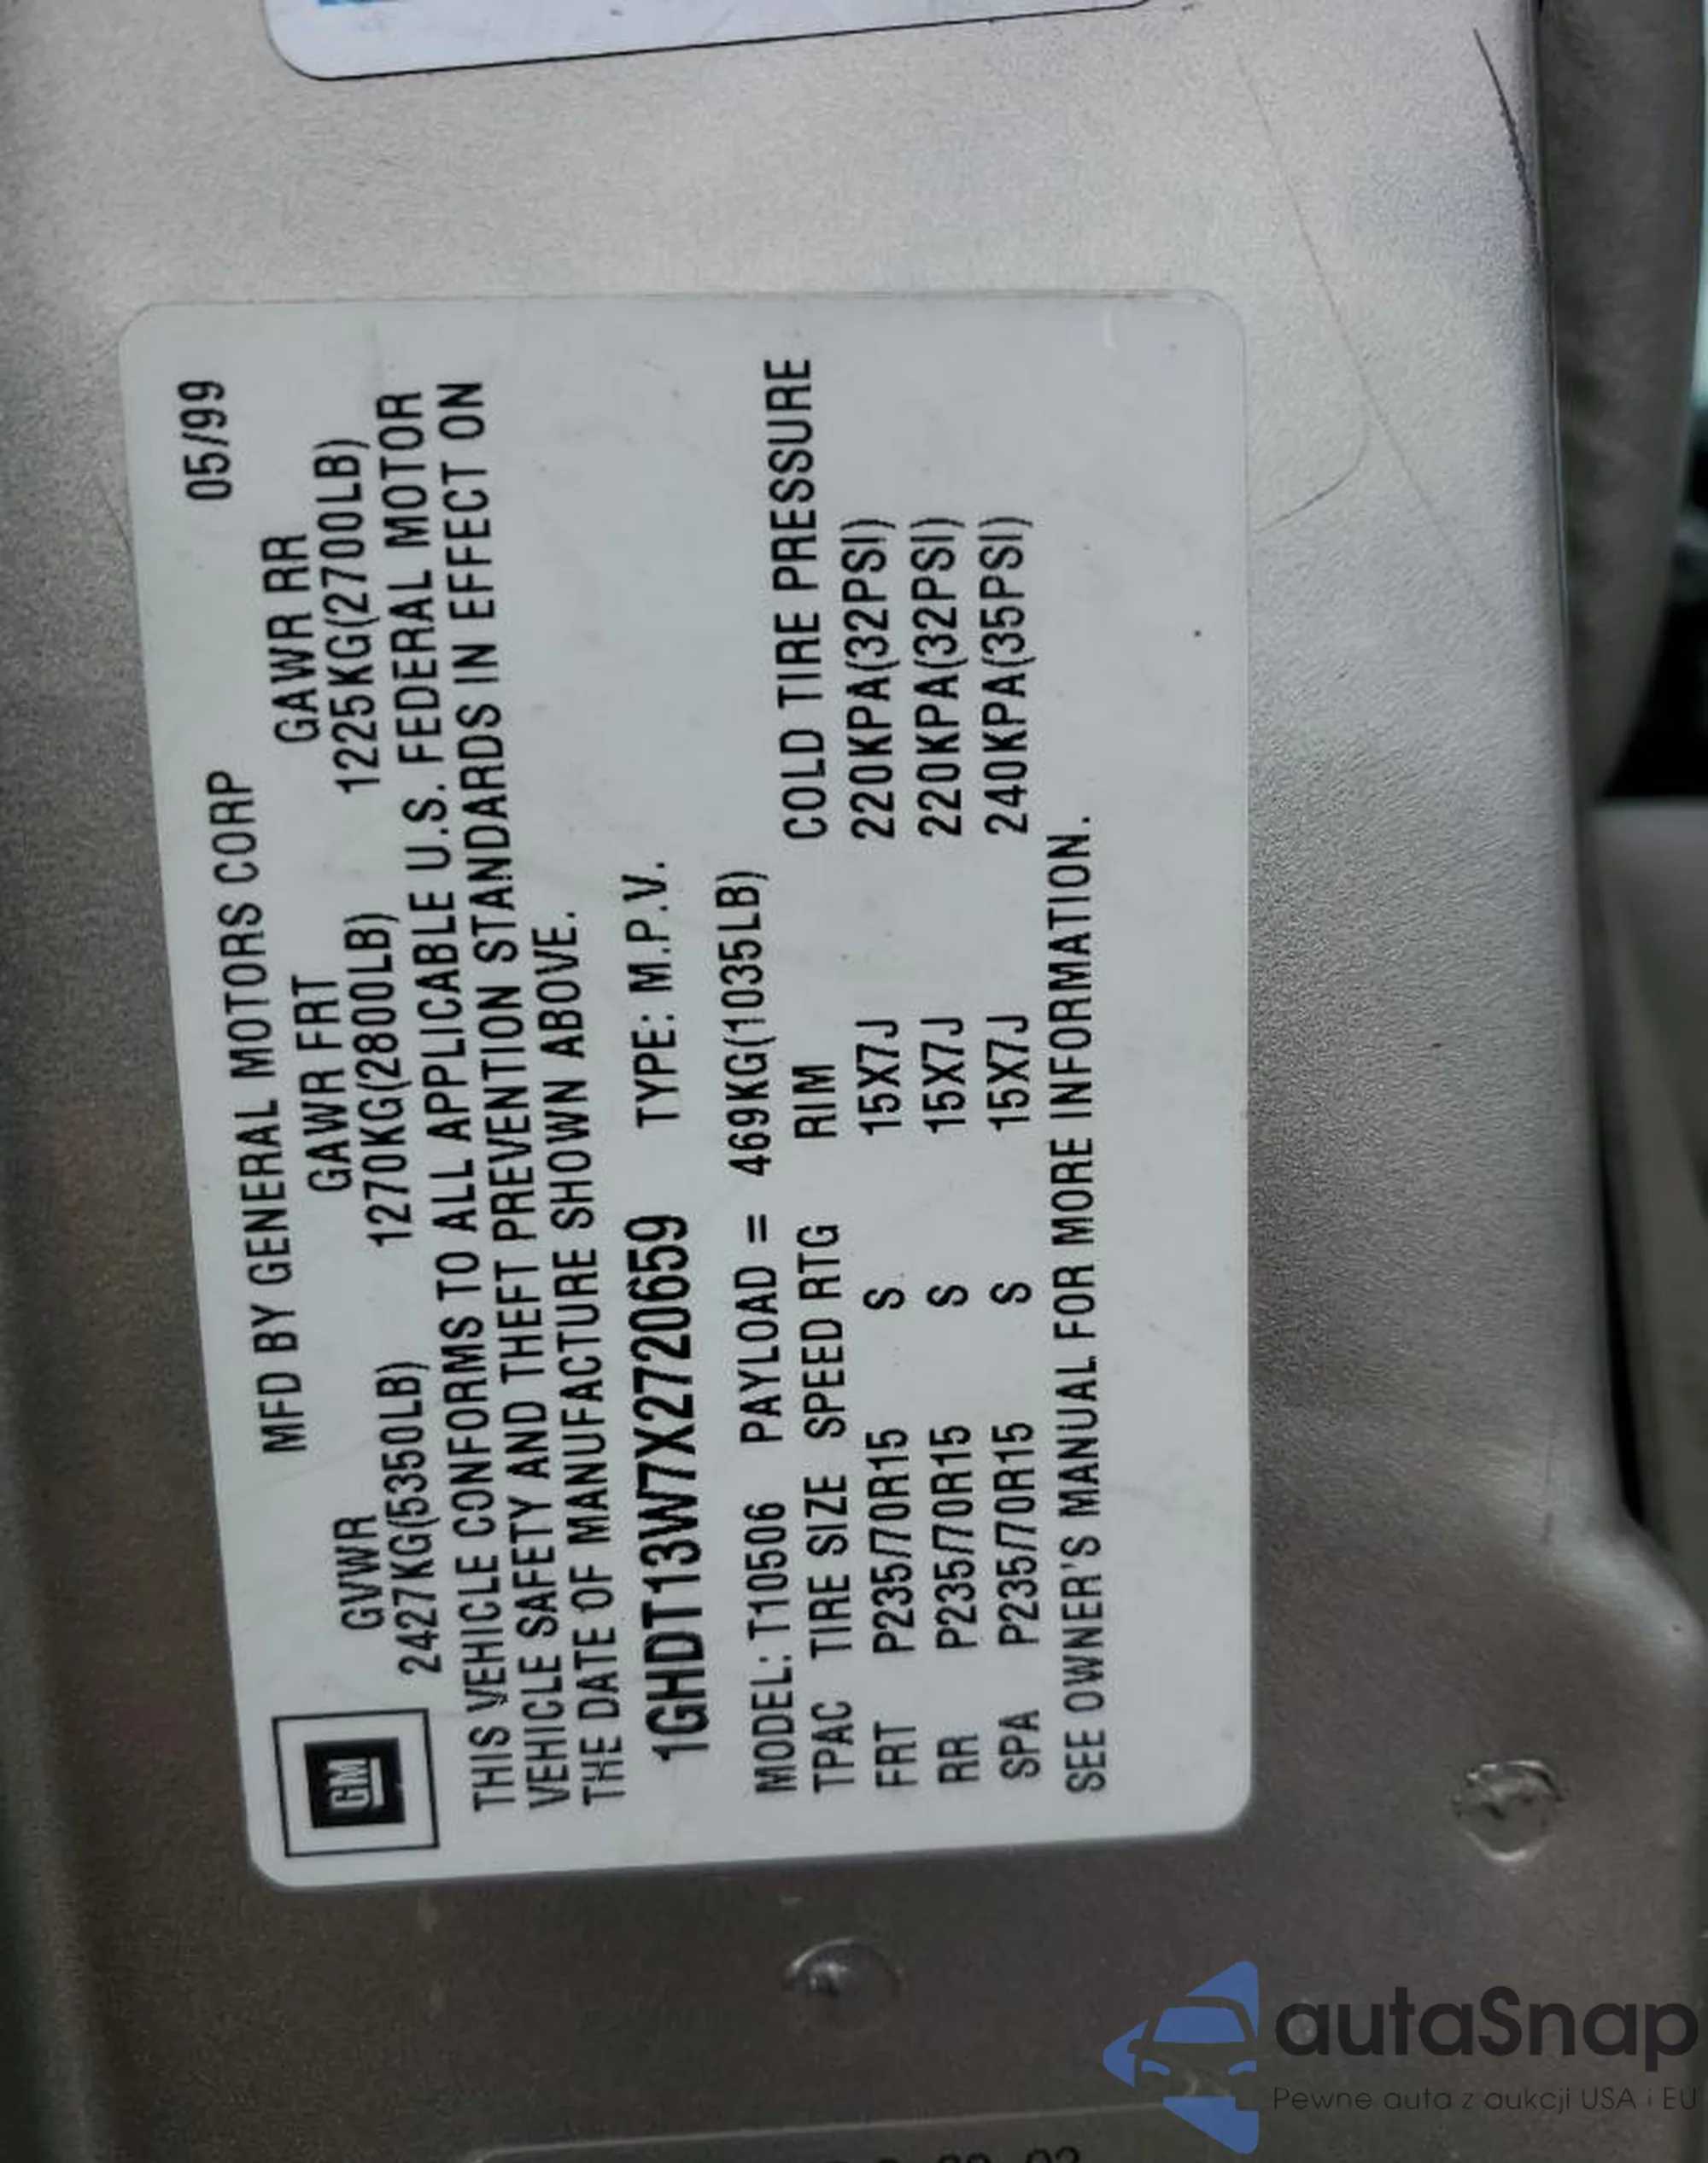 MFD BY GENERAL MOTORS CORP 05/99
GVWR GAWR FRT GAWR RR
2427KG(5350LB) 1270KG(2800LB) 1225KG(2700LB)
THIS VEHICLE CONFORMS TO ALL APPLICABLE U.S. FEDERAL MOTOR
VEHICLE SAFETY AND THEFT PREVENTION STANDARDS IN EFFECT ON
THE DATE OF MANUFACTURE SHOWN ABOVE.
1GHDT13W7X2720659 TYPE: M.P.V.
MODEL: T10506 PAYLOAD = 469KG(1035LB)
TPAC TIRE SIZE SPEED RTG RIM COLD TIRE PRESSURE
FRT P235/70R15 S 15X7J 220KPA(32PSI)
RR P235/70R15 S 15X7J 220KPA(32PSI)
SPA P235/70R15 S 15X7J 240KPA(35PSI)
SEE OWNER'S MANUAL FOR MORE INFORMATION.
GM
autaSnap
Pewne auta z aukcji USA i EU